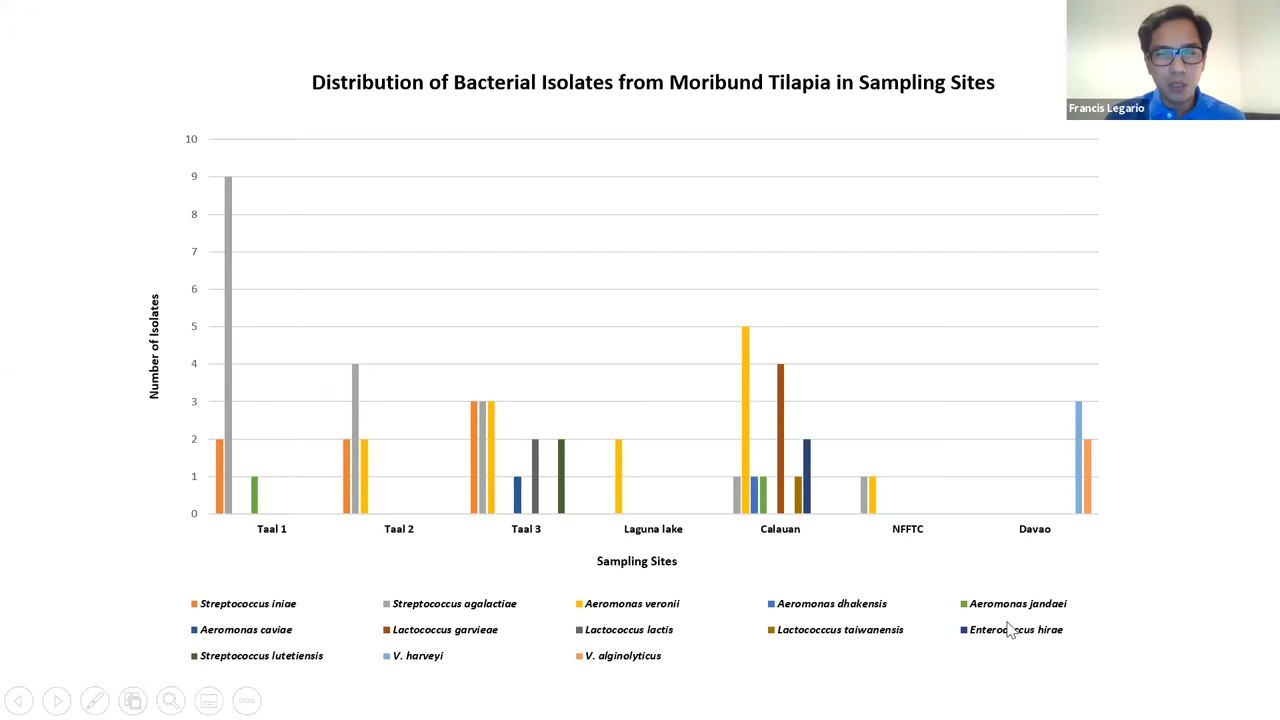 Francis Legario
Distribution of Bacterial Isolates from Moribund Tilapia in Sampling Sites
Number of Isolates
10
9
8
7
6
5
4
3
2
1
0
Taal 1 Taal 2 Taal 3 Laguna lake Calauan NFFTC Davao
Sampling Sites
Streptococcus iniae Streptococcus agalactiae Aeromonas veronii Aeromonas dhakensis Aeromonas jandaei
Aeromonas caviae Lactococcus garvieae Lactococcus lactis Lactococccus taiwanensis Enterococcus hirae
Streptococcus lutetiensis V. harveyi V. alginolyticus